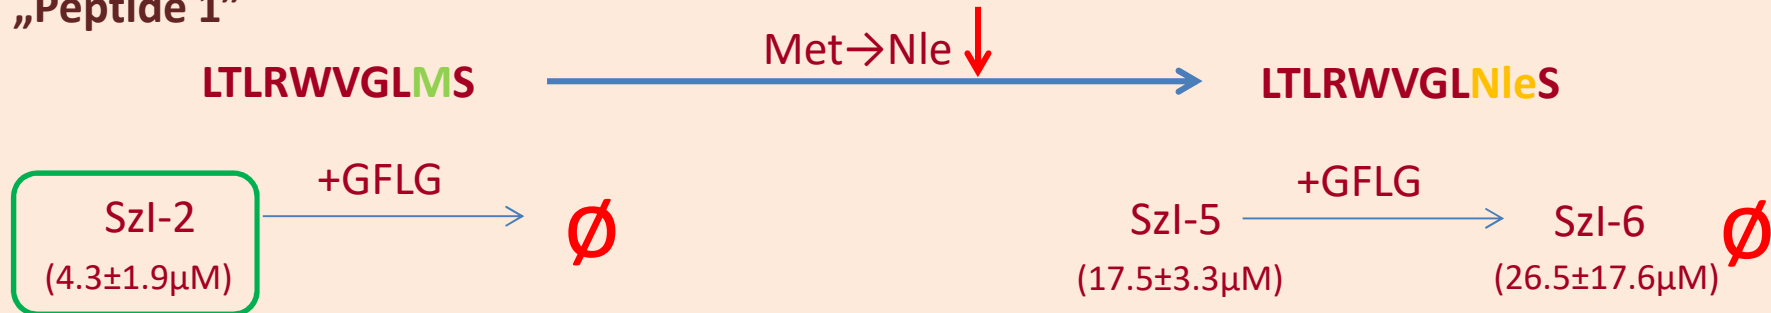 „Peptide 1”
Met→Nle
LTLRWVGLMS LTLRWVGLNleS
+GFLG +GFLG
SzI-2 Ø SzI-5 SzI-6 Ø
(4.3±1.9µM) (17.5±3.3µM) (26.5±17.6µM)